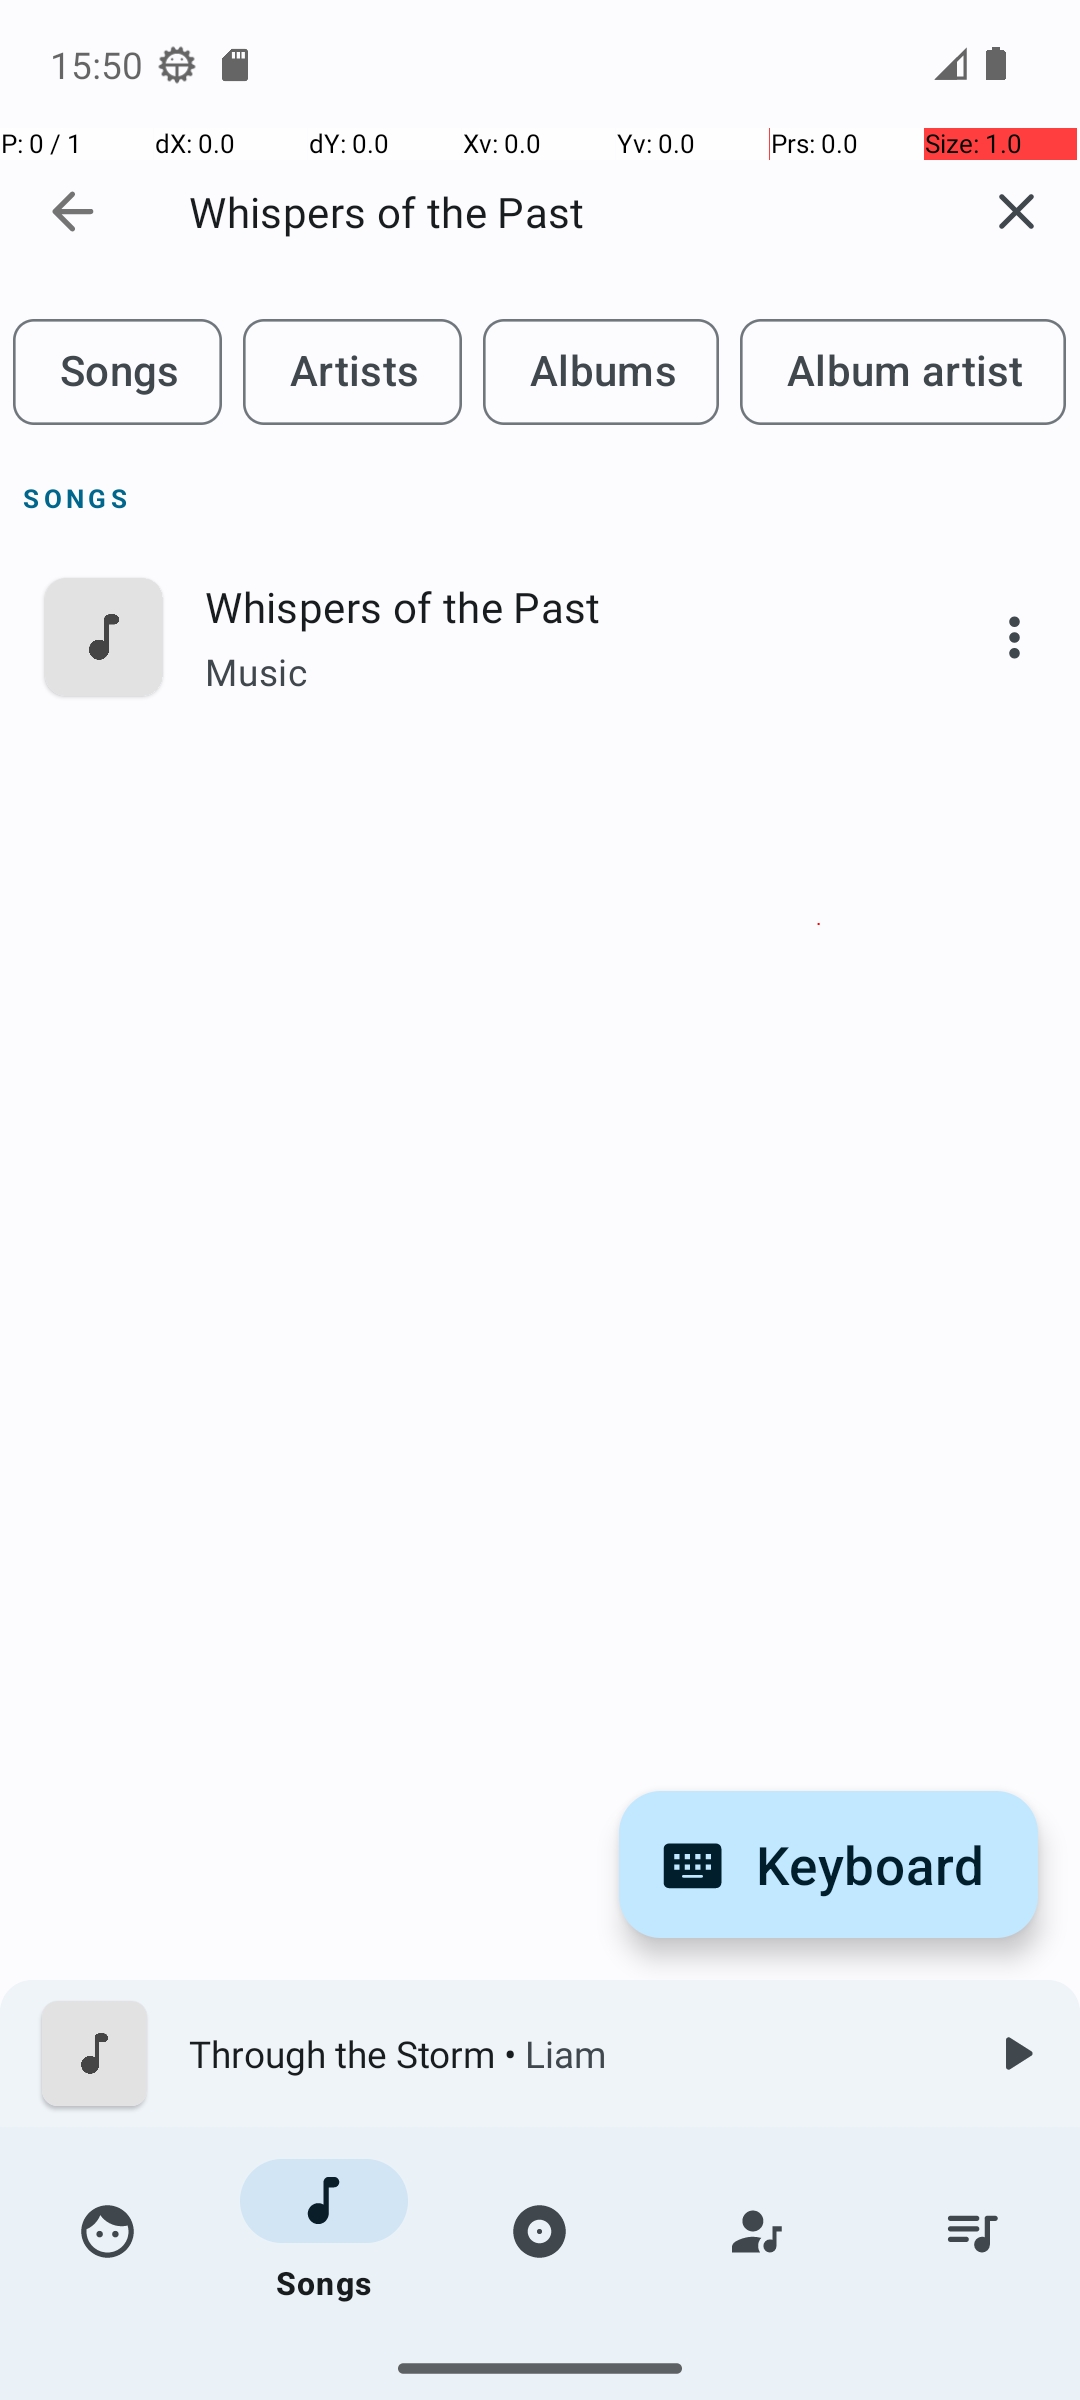 15:50
P: 0 / 1 dX: 0.0 dY: 0.0 Xv: 0.0 Yv: 0.0 Prs: 0.0 Size: 1.0
Whispers of the Past
Songs Artists Albums Album artist
SONGS
Whispers of the Past
Music
Keyboard
Through the Storm • Liam
Songs